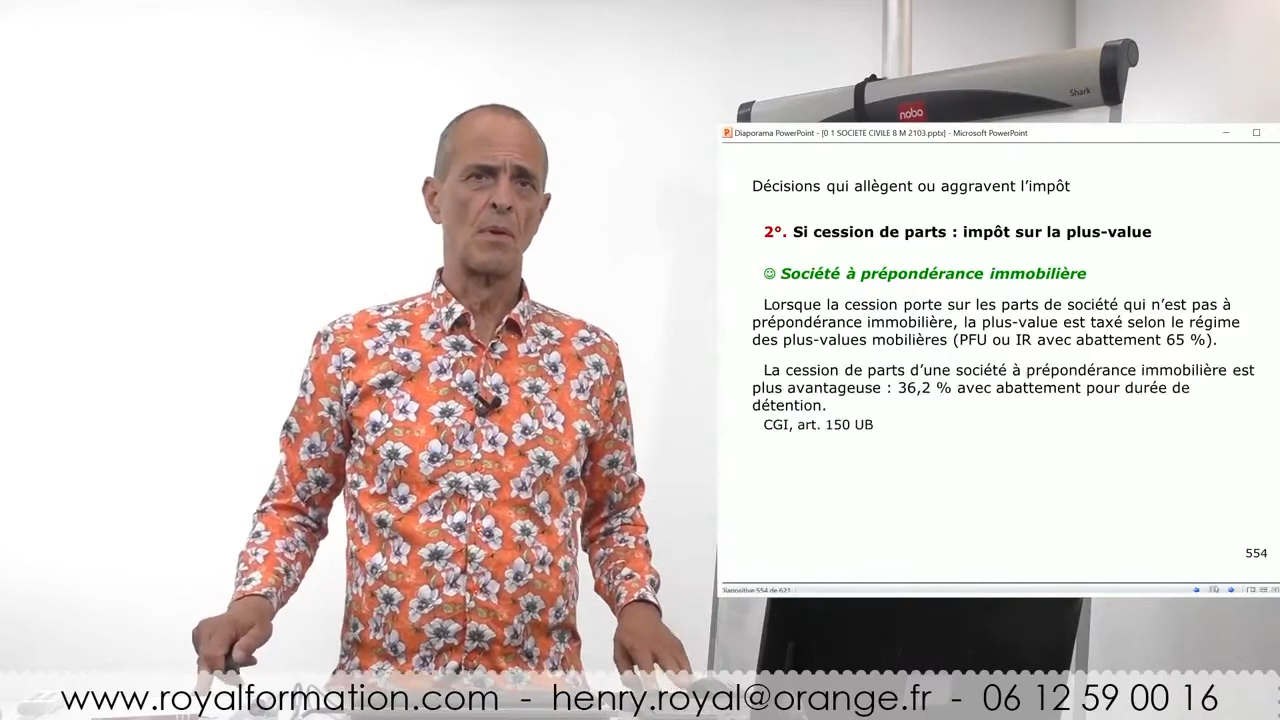 Shark
nobo
Diaporama PowerPoint - [0 1 SOCIETE CIVILE 8 M 2103.pptx] - Microsoft PowerPoint
Décisions qui allègent ou aggravent l’impôt
2°. Si cession de parts : impôt sur la plus-value
☺ Société à prépondérance immobilière
Lorsque la cession porte sur les parts de société qui n’est pas à
prépondérance immobilière, la plus-value est taxé selon le régime
des plus-values mobilières (PFU ou IR avec abattement 65 %).
La cession de parts d’une société à prépondérance immobilière est
plus avantageuse : 36,2 % avec abattement pour durée de
détention.
CGI, art. 150 UB
554
Diapositive 554 de 621
www.royalformation.com - henry.royal@orange.fr - 06 12 59 00 16